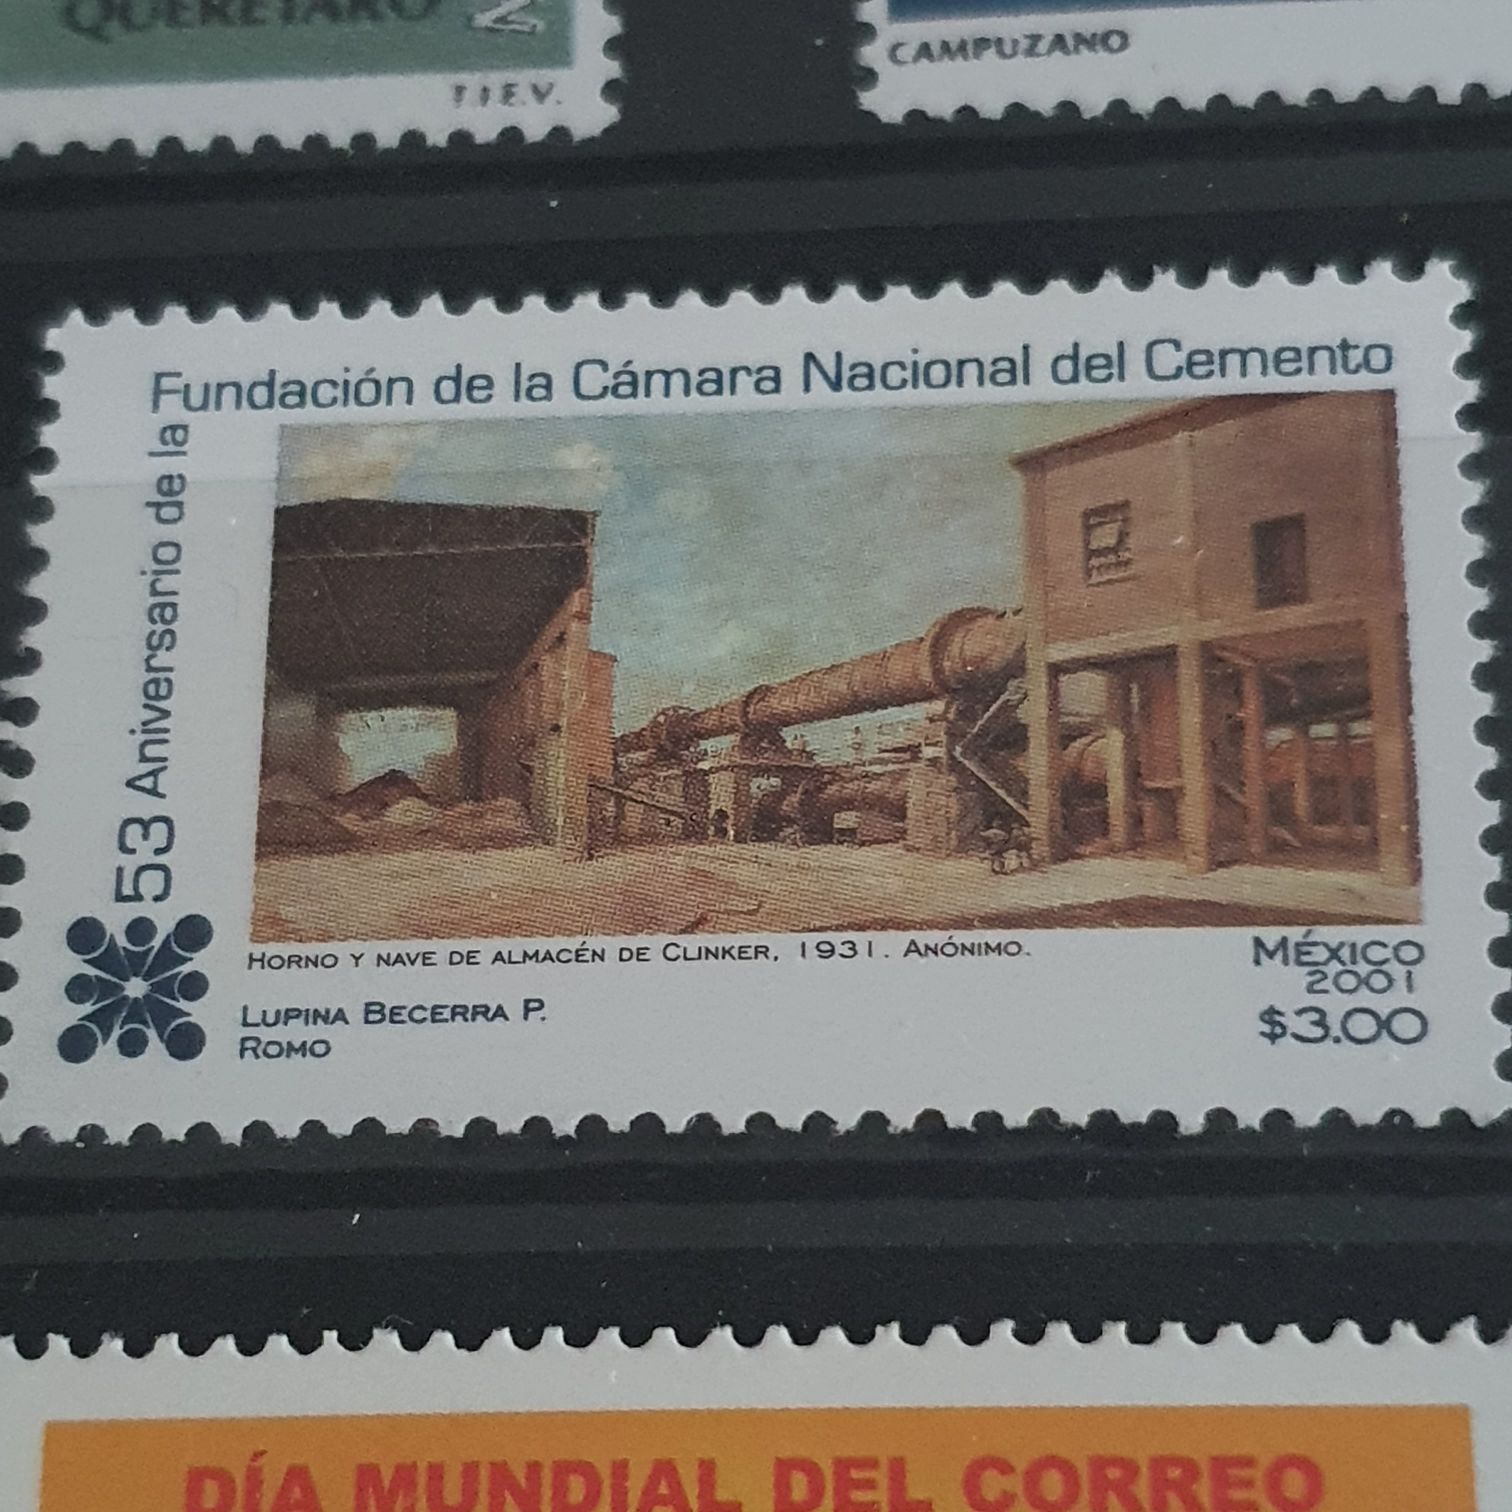 QUERETARO
T.I.E.V.
CAMPUZANO
53 Aniversario de la
Fundación de la Cámara Nacional del Cemento
HORNO Y NAVE DE ALMACÉN DE CLINKER, 1931. ANÓNIMO.
LUPINA BECERRA P.
ROMO
MÉXICO
2001
$3.00
DÍA MUNDIAL DEL CORREO